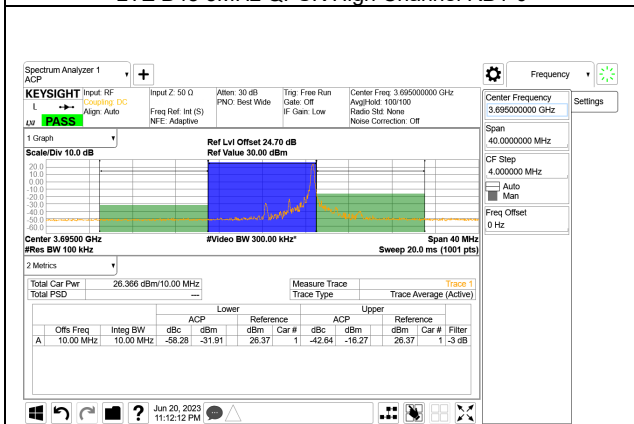 Spectrum Analyzer 1
ACP
Frequency
KEYSIGHT
L
LXI
PASS
Input: RF
Coupling: DC
Align: Auto
Input Z: 50 Ω
Freq Ref: Int (S)
NFE: Adaptive
Atten: 30 dB
PNO: Best Wide
Trig: Free Run
Gate: Off
IF Gain: Low
Center Freq: 3.695000000 GHz
Avg|Hold: 100/100
Radio Std: None
Noise Correction: Off
Center Frequency
3.695000000 GHz
Settings
Span
40.0000000 MHz
CF Step
4.000000 MHz
Auto
Man
Freq Offset
0 Hz
1 Graph
Scale/Div 10.0 dB
Ref Lvl Offset 24.70 dB
Ref Value 30.00 dBm
20.0
10.0
0.00
-10.0
-20.0
-30.0
-40.0
-50.0
-60.0
Center 3.69500 GHz
#Video BW 300.00 kHz*
Span 40 MHz
#Res BW 100 kHz
Sweep 20.0 ms (1001 pts)
2 Metrics
Total Car Pwr 26.366 dBm/10.00 MHz Measure Trace Trace 1
Total PSD --- Trace Type Trace Average (Active)
Lower Upper
ACP Reference ACP Reference
Offs Freq Integ BW dBc dBm dBm Car # dBc dBm dBm Car # Filter
A 10.00 MHz 10.00 MHz -58.28 -31.91 26.37 1 -42.64 -16.27 26.37 1 -3 dB
?
Jun 20, 2023
11:12:12 PM